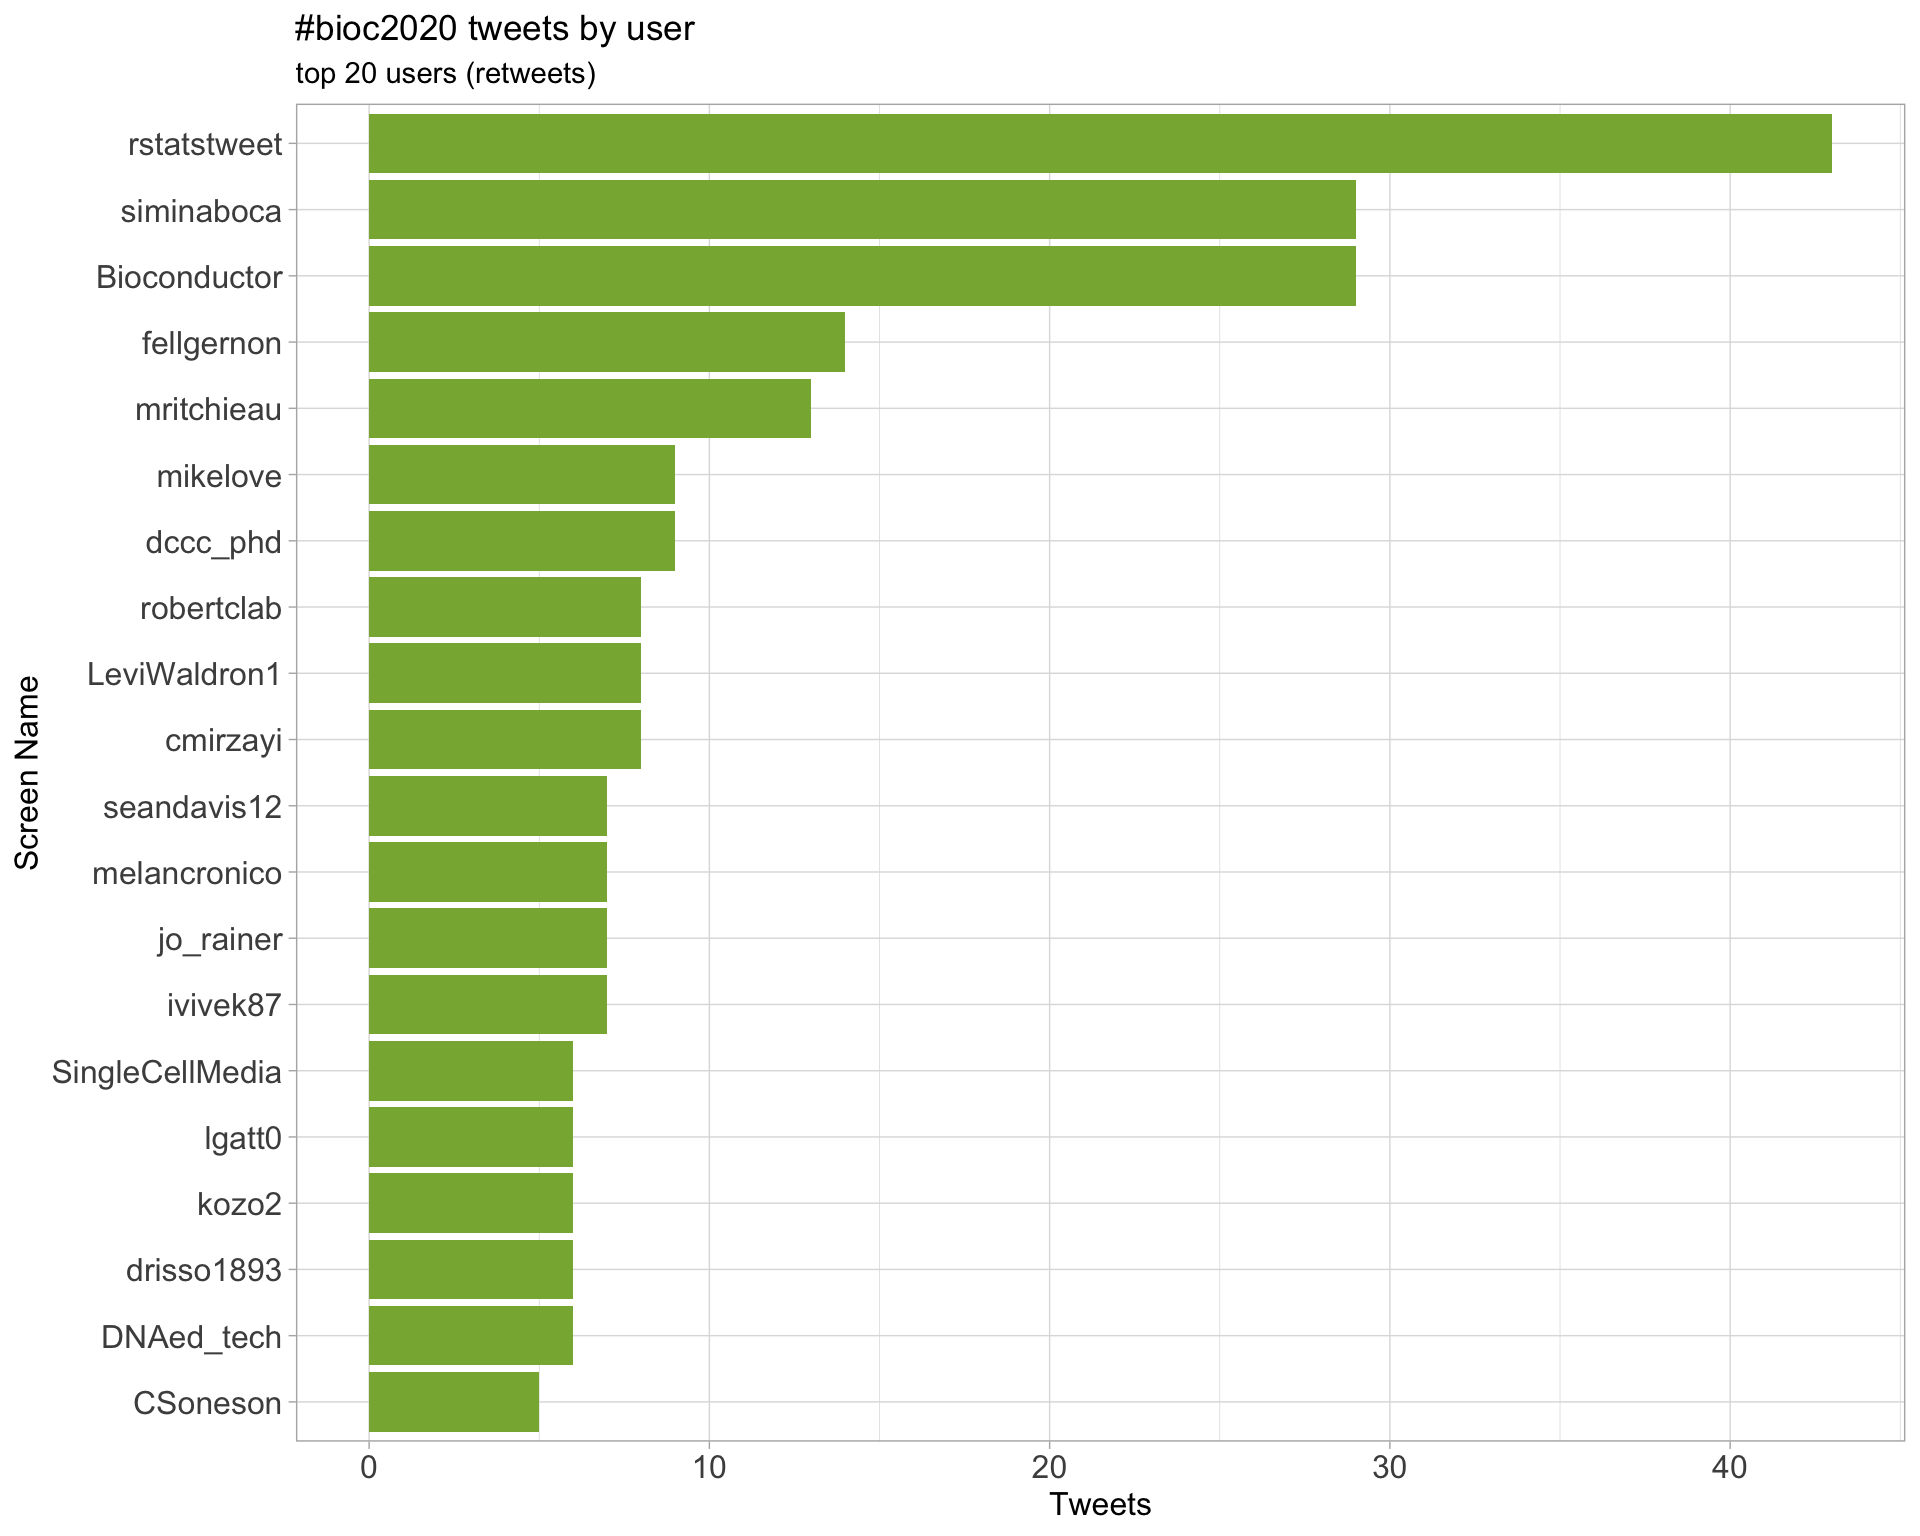 #bioc2020 tweets by user
top 20 users (retweets)
Screen Name
rstatstweet
siminaboca
Bioconductor
fellgernon
mritchieau
mikelove
dccc_phd
robertclab
LeviWaldron1
cmirzayi
seandavis12
melancronico
jo_rainer
ivivek87
SingleCellMedia
lgatt0
kozo2
drisso1893
DNAed_tech
CSoneson
0 10 20 30 40
Tweets